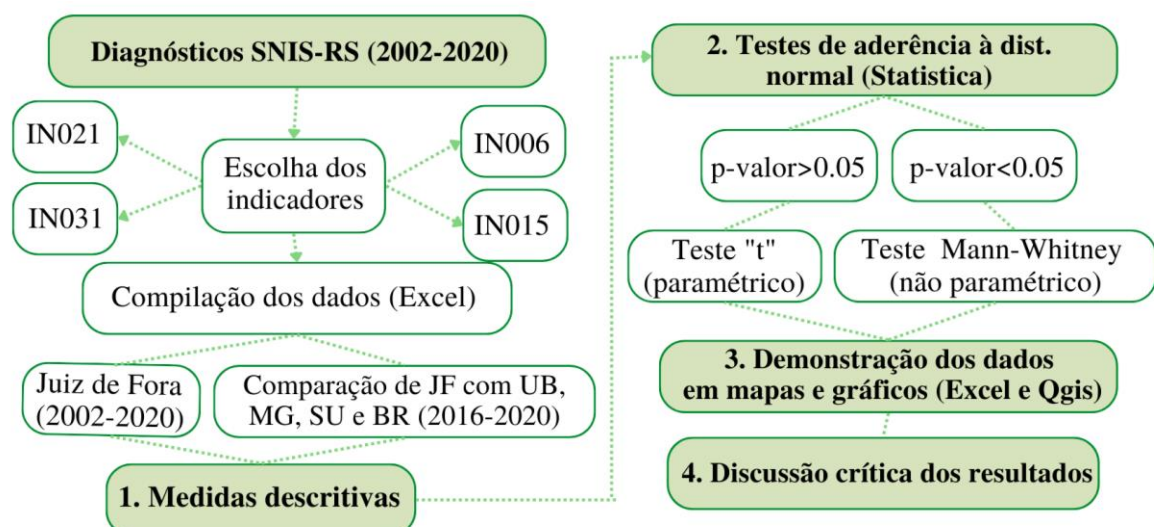 Diagnósticos SNIS-RS (2002-2020)
IN021
IN031
Escolha dos
indicadores
IN006
IN015
Compilação dos dados (Excel)
Juiz de Fora
(2002-2020)
Comparação de JF com UB,
MG, SU e BR (2016-2020)
1. Medidas descritivas
2. Testes de aderência à dist.
normal (Statistica)
p-valor>0.05
p-valor<0.05
Teste "t"
(paramétrico)
Teste Mann-Whitney
(não paramétrico)
3. Demonstração dos dados
em mapas e gráficos (Excel e Qgis)
4. Discussão crítica dos resultados